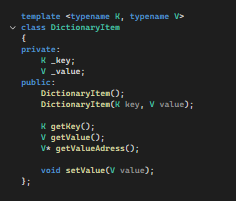 template <typename K, typename V>
class DictionaryItem
{
private:
    K _key;
    V _value;
public:
    DictionaryItem();
    DictionaryItem(K key, V value);

    K getKey();
    V getValue();
    V* getValueAdress();

    void setValue(V value);
};